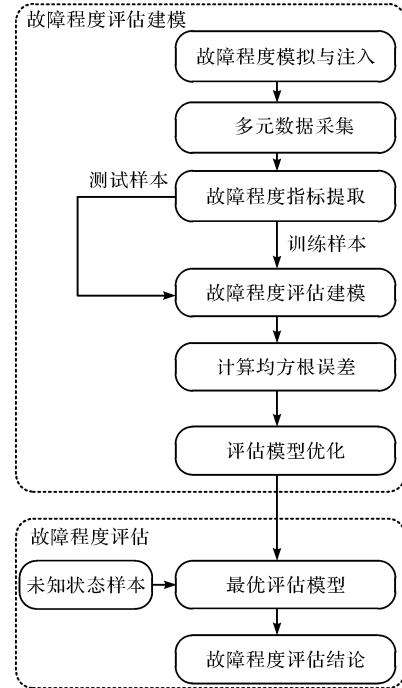 故障程度评估建模
故障程度模拟与注入
多元数据采集
测试样本
故障程度指标提取
训练样本
故障程度评估建模
计算均方根误差
评估模型优化
故障程度评估
未知状态样本
最优评估模型
故障程度评估结论